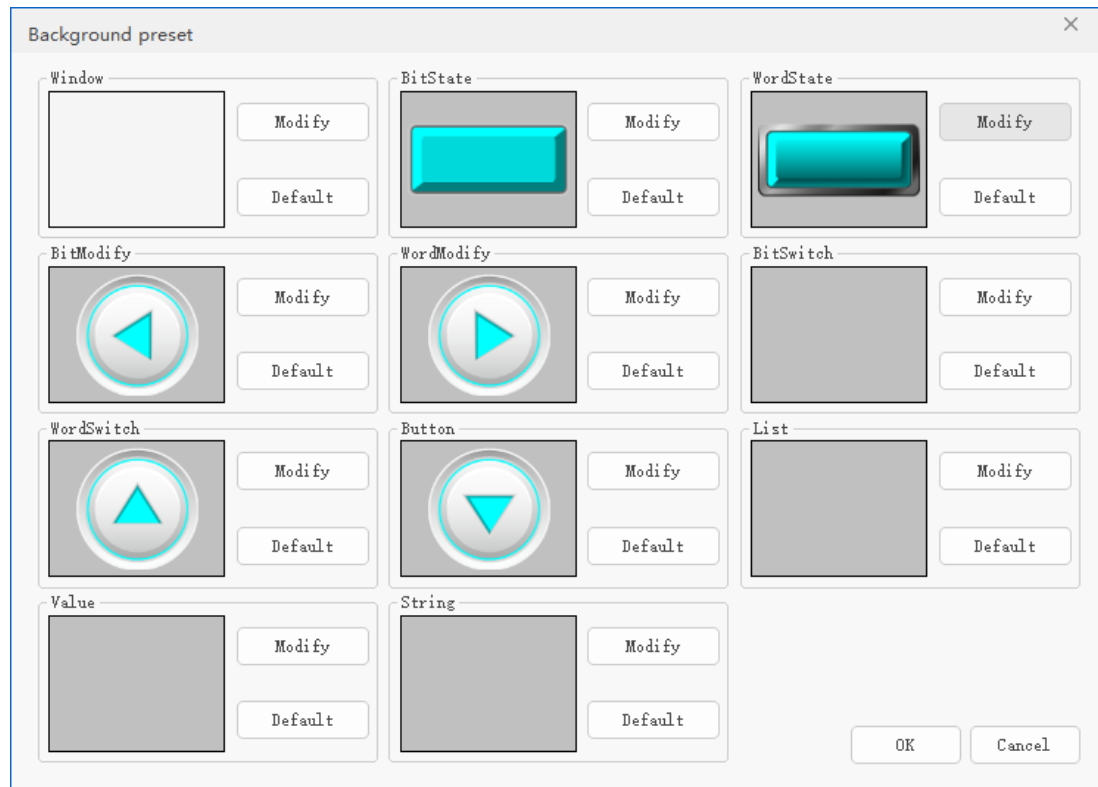 Background preset
Window
Modify
Default
BitState
Modify
Default
WordState
Modify
Default
BitModify
Modify
Default
WordModify
Modify
Default
BitSwitch
Modify
Default
WordSwitch
Modify
Default
Button
Modify
Default
List
Modify
Default
Value
Modify
Default
String
Modify
Default
OK
Cancel